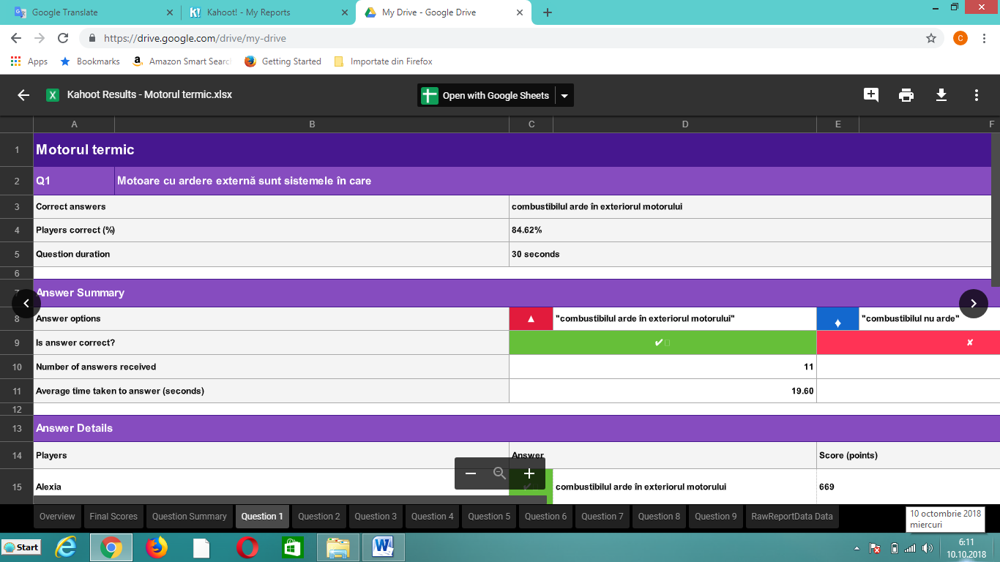 Google Translate
Kahoot! - My Reports
My Drive - Google Drive
https://drive.google.com/drive/my-drive
C
Apps Bookmarks Amazon Smart Searc Getting Started Importate din Firefox
Kahoot Results - Motorul termic.xlsx
Open with Google Sheets
A B C D E F
1 Motorul termic
2 Q1 Motoare cu ardere externă sunt sistemele în care
3 Correct answers combustibilul arde în exteriorul motorului
4 Players correct (%) 84.62%
5 Question duration 30 seconds
6
7 Answer Summary
8 Answer options ▲ "combustibilul arde în exteriorul motorului" ♦ "combustibilul nu arde"
9 Is answer correct? ✔ ✘
10 Number of answers received 11
11 Average time taken to answer (seconds) 19.60
12
13 Answer Details
14 Players Answer Score (points)
15 Alexia combustibilul arde în exteriorul motorului 669
Overview Final Scores Question Summary Question 1 Question 2 Question 3 Question 4 Question 5 Question 6 Question 7 Question 8 Question 9 RawReportData Data
10 octombrie 2018
miercuri
Start
6:11
10.10.2018